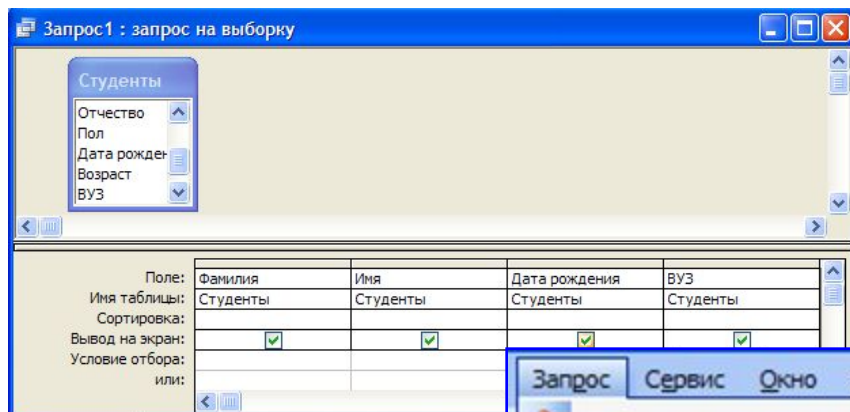 Запрос1 : запрос на выборку
Студенты
Отчество
Пол
Дата рожден
Возраст
ВУЗ
Поле: Фамилия Имя Дата рождения ВУЗ
Имя таблицы: Студенты Студенты Студенты Студенты
Сортировка:
Вывод на экран:
Условие отбора:
или:
Запрос Сервис Окно